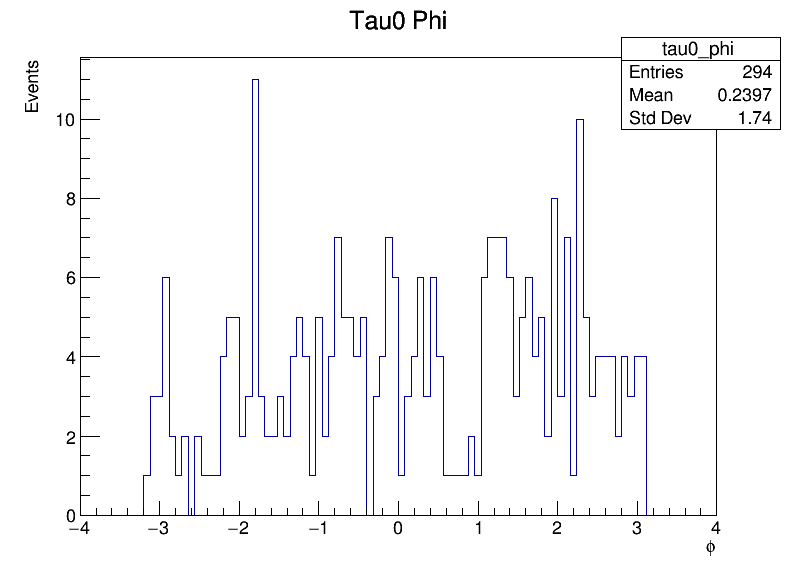 Tau0 Phi
tau0_phi
Entries 294
Mean 0.2397
Std Dev 1.74
Events
10
8
6
4
2
0
−4 −3 −2 −1 0 1 2 3 4
ϕ